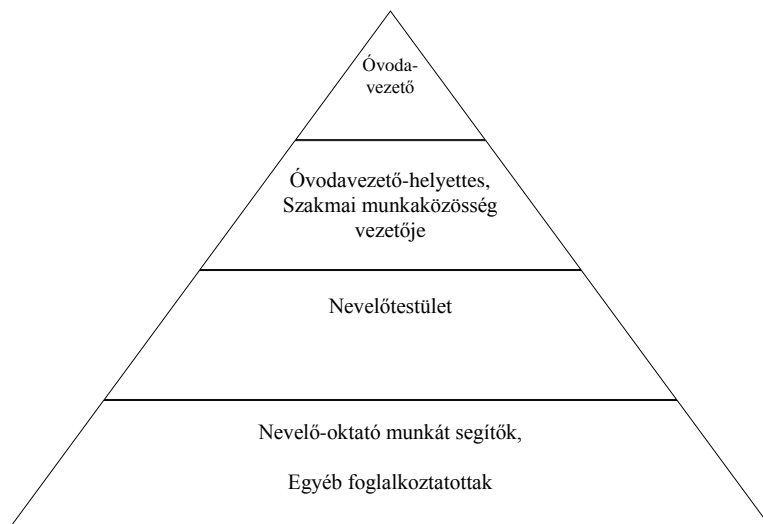 Óvoda-
vezető
Óvodavezető-helyettes,
Szakmai munkaközösség
vezetője
Nevelőtestület
Nevelő-oktató munkát segítők,
Egyéb foglalkoztatottak